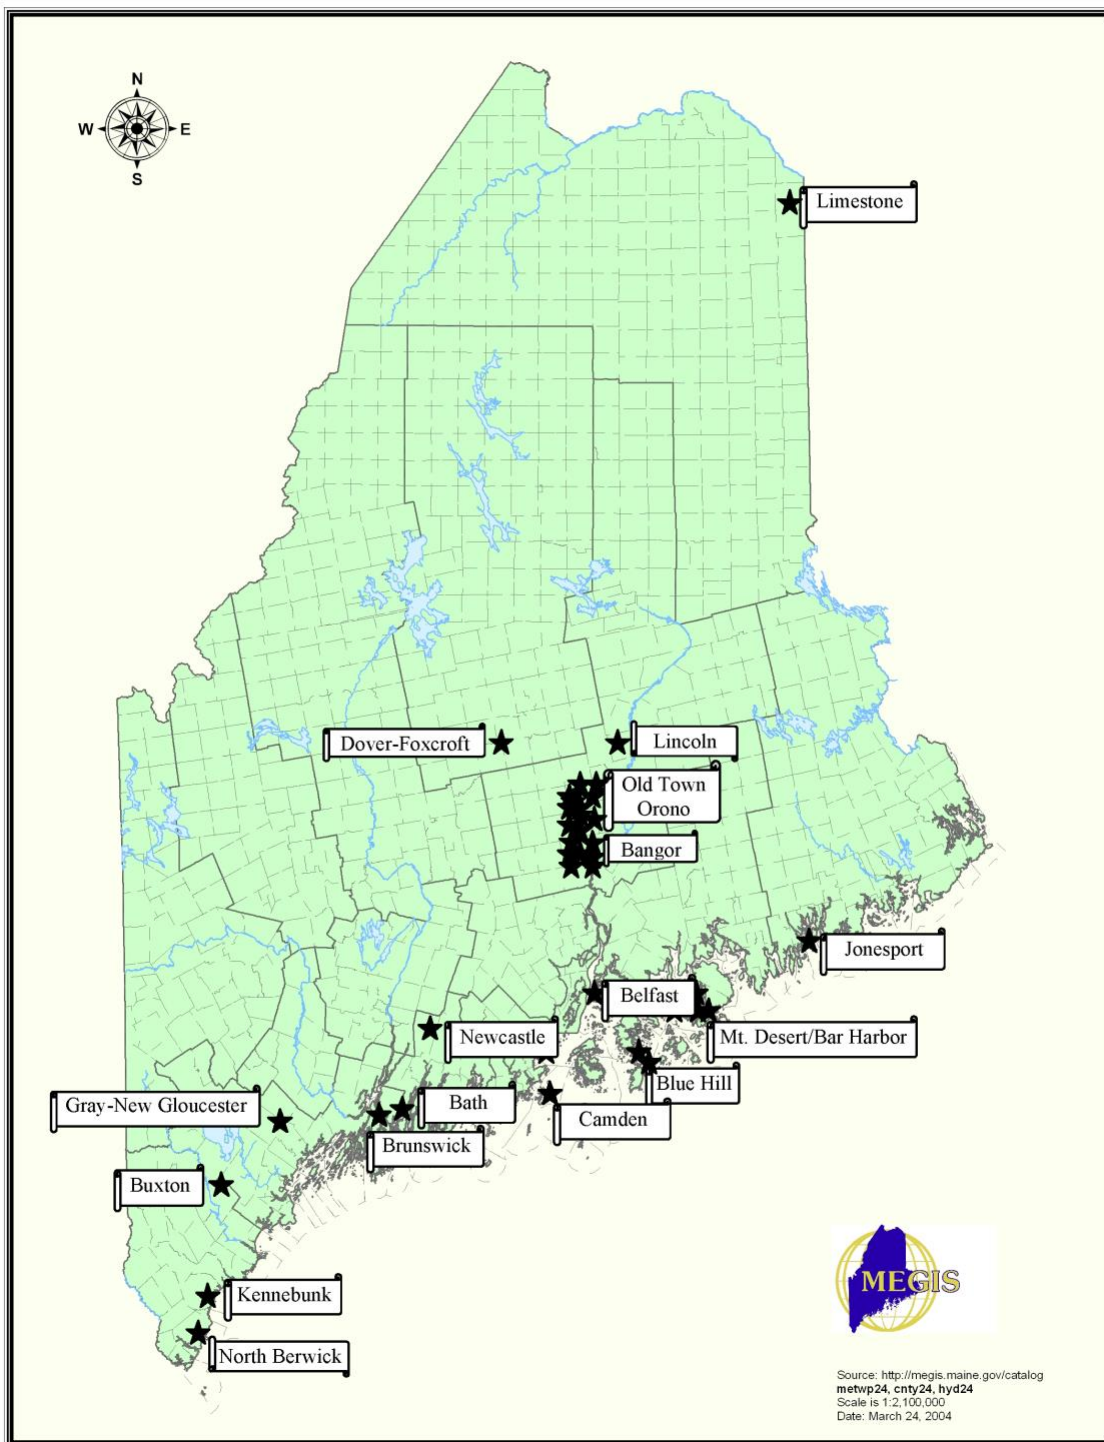 N
W
E
S
Limestone
Dover-Foxcroft
Lincoln
Old Town
Orono
Bangor
Jonesport
Belfast
Newcastle
Mt. Desert/Bar Harbor
Blue Hill
Gray-New Gloucester
Bath
Camden
Brunswick
Buxton
Kennebunk
North Berwick
MEGIS
Source: http://megis.maine.gov/catalog
metwp24, cnty24, hyd24
Scale is 1:2,100,000
Date: March 24, 2004